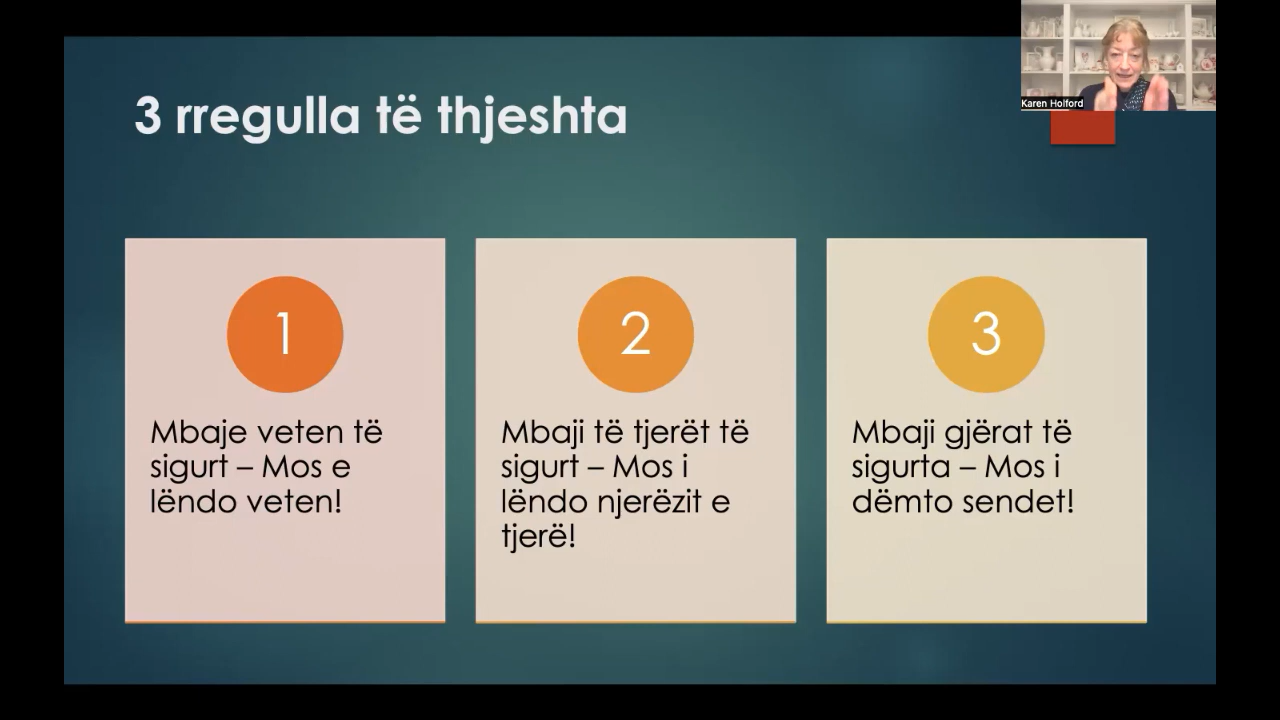 3 rregulla të thjeshta
Karen Holford
1
Mbaje veten të
sigurt – Mos e
lëndo veten!
2
Mbaji të tjerët të
sigurt – Mos i
lëndo njerëzit e
tjerë!
3
Mbaji gjërat të
sigurta – Mos i
dëmto sendet!